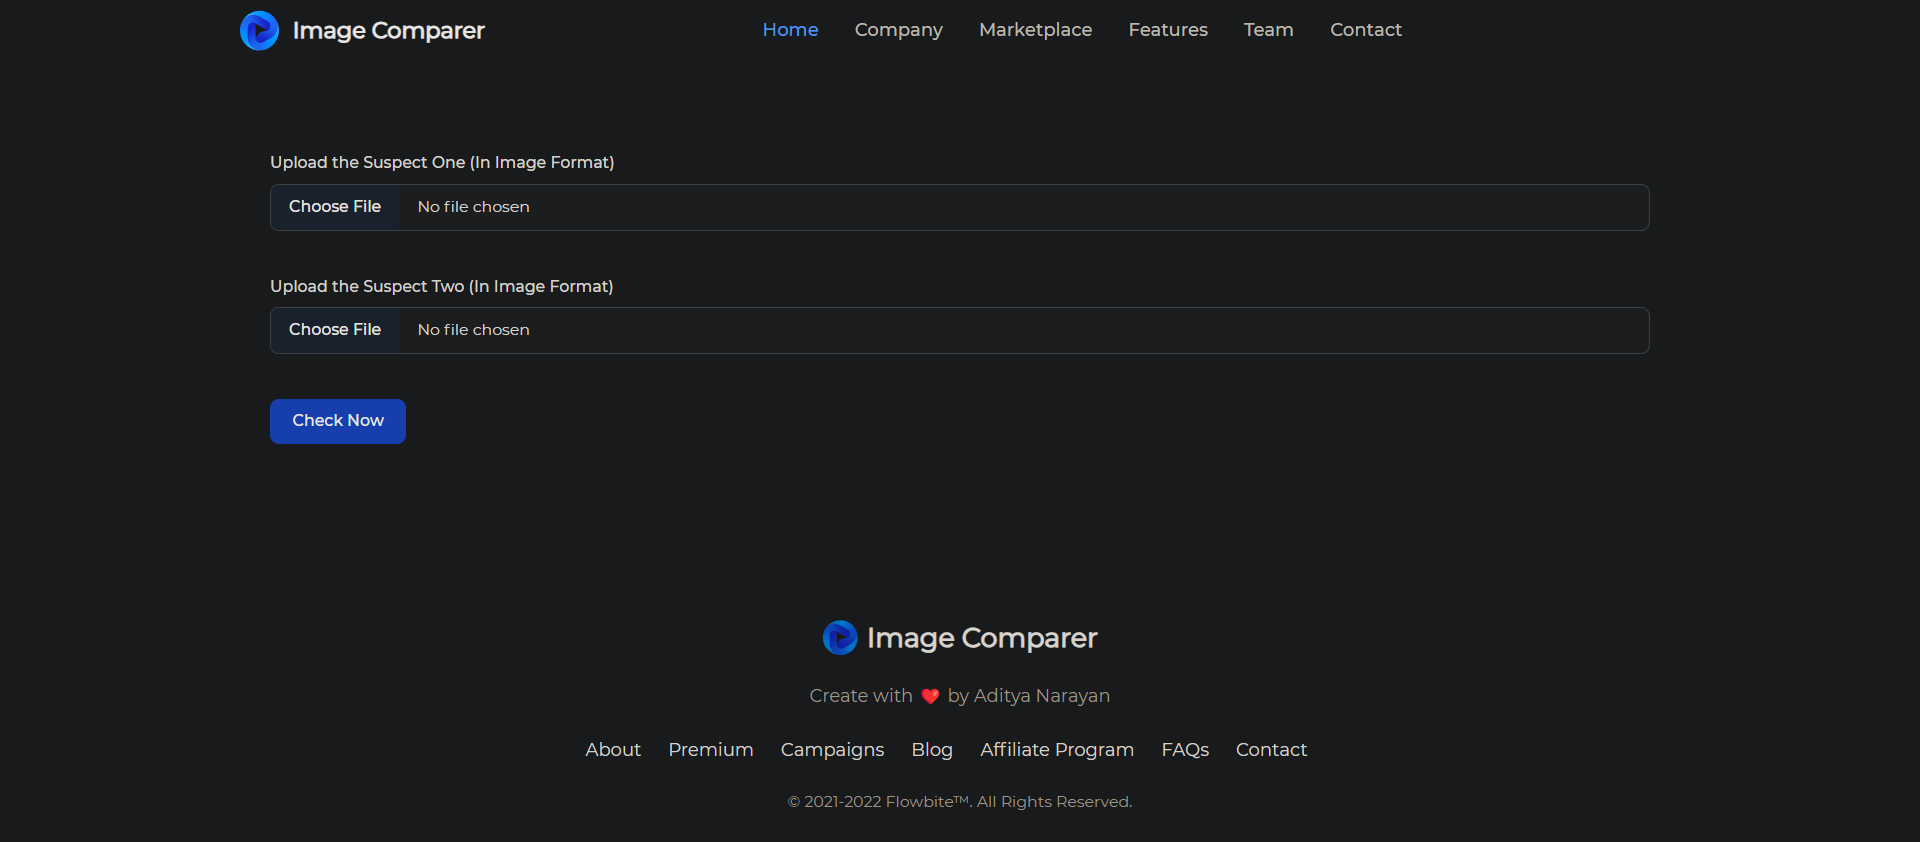 Image Comparer
Home Company Marketplace Features Team Contact
Upload the Suspect One (In Image Format)
Choose File No file chosen
Upload the Suspect Two (In Image Format)
Choose File No file chosen
Check Now
Image Comparer
Create with ❤️ by Aditya Narayan
About Premium Campaigns Blog Affiliate Program FAQs Contact
© 2021-2022 Flowbite™. All Rights Reserved.